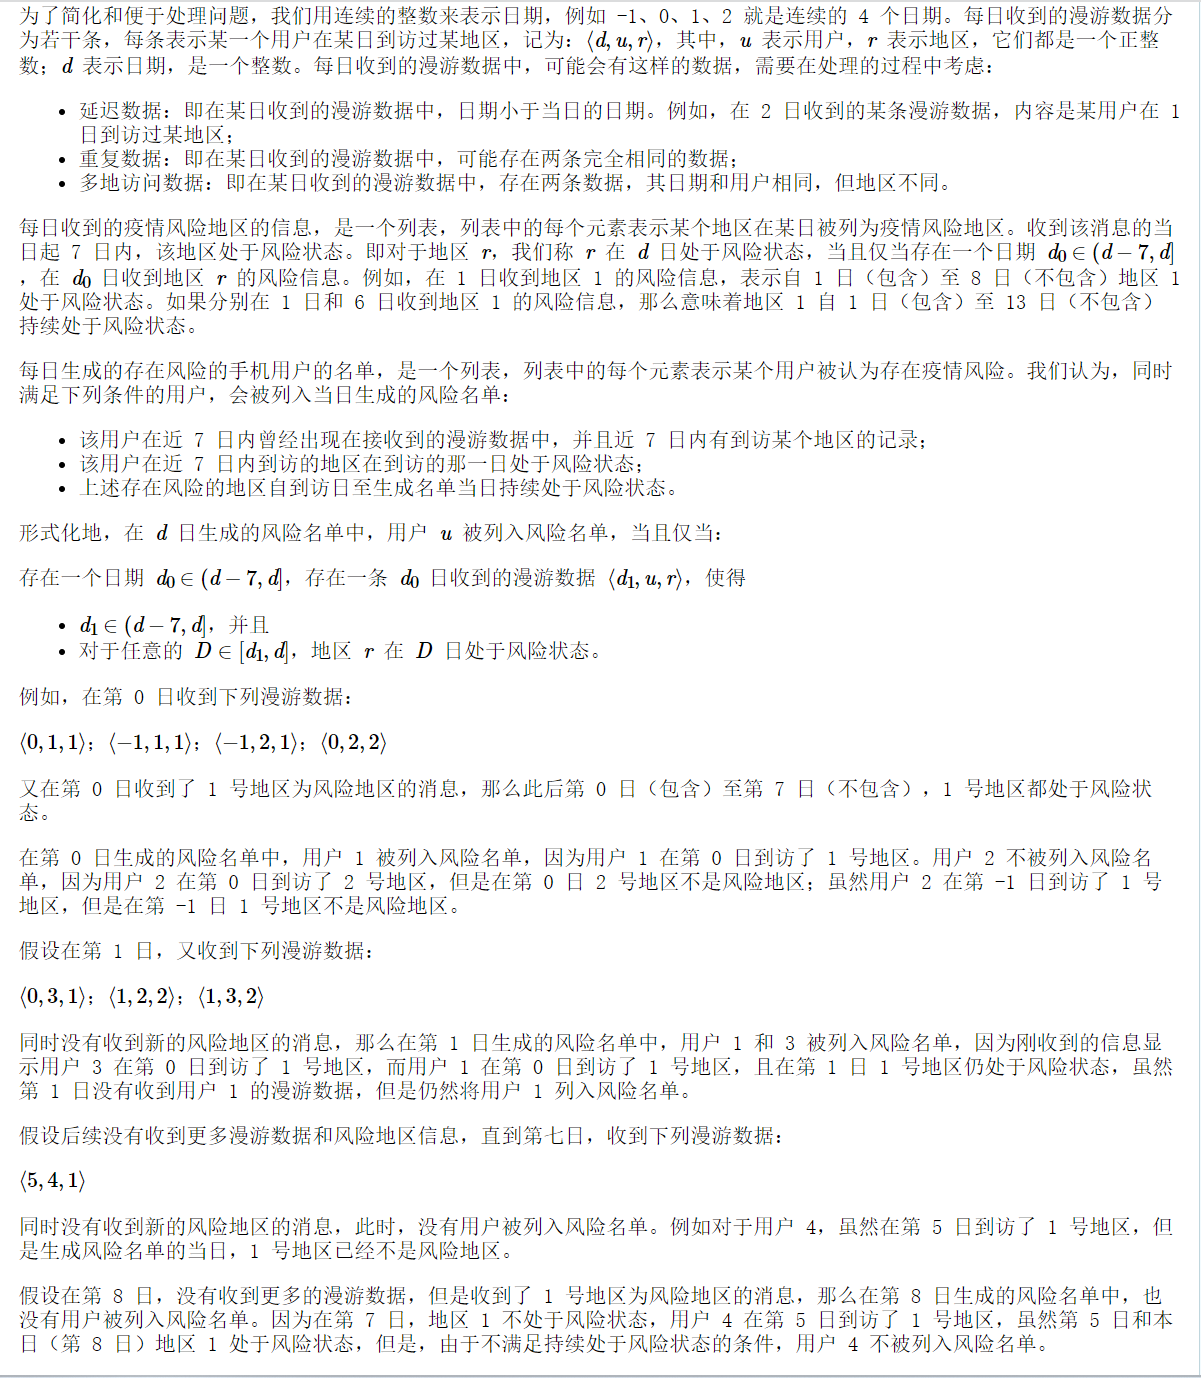 为了简化和便于处理问题，我们用连续的整数来表示日期，例如 -1、0、1、2 就是连续的 4 个日期。每日收到的漫游数据分
为若干条，每条表示某一个用户在某日到访过某地区，记为：⟨d, u, r⟩，其中，u 表示用户，r 表示地区，它们都是一个正整
数；d 表示日期，是一个整数。每日收到的漫游数据中，可能会有这样的数据，需要在处理的过程中考虑：
• 延迟数据：即在某日收到的漫游数据中，日期小于当日的日期。例如，在 2 日收到的某条漫游数据，内容是某用户在 1
日到访过某地区；
• 重复数据：即在某日收到的漫游数据中，可能存在两条完全相同的数据；
• 多地访问数据：即在某日收到的漫游数据中，存在两条数据，其日期和用户相同，但地区不同。
每日收到的疫情风险地区的信息，是一个列表，列表中的每个元素表示某个地区在某日被列为疫情风险地区。收到该消息的当
日起 7 日内，该地区处于风险状态。即对于地区 r，我们称 r 在 d 日处于风险状态，当且仅当存在一个日期 d₀ ∈ (d − 7, d]
，在 d₀ 日收到地区 r 的风险信息。例如，在 1 日收到地区 1 的风险信息，表示自 1 日（包含）至 8 日（不包含）地区 1
处于风险状态。如果分别在 1 日和 6 日收到地区 1 的风险信息，那么意味着地区 1 自 1 日（包含）至 13 日（不包含）
持续处于风险状态。
每日生成的存在风险的手机用户的名单，是一个列表，列表中的每个元素表示某个用户被认为存在疫情风险。我们认为，同时
满足下列条件的用户，会被列入当日生成的风险名单：
• 该用户在近 7 日内曾经出现在接收到的漫游数据中，并且近 7 日内有到访某个地区的记录；
• 该用户在近 7 日内到访的地区在到访的那一日处于风险状态；
• 上述存在风险的地区自到访日至生成名单当日持续处于风险状态。
形式化地，在 d 日生成的风险名单中，用户 u 被列入风险名单，当且仅当：
存在一个日期 d₀ ∈ (d − 7, d]，存在一条 d₀ 日收到的漫游数据 ⟨d₁, u, r⟩，使得
• d₁ ∈ (d − 7, d]，并且
• 对于任意的 D ∈ [d₁, d]，地区 r 在 D 日处于风险状态。
例如，在第 0 日收到下列漫游数据：
⟨0, 1, 1⟩；⟨−1, 1, 1⟩；⟨−1, 2, 1⟩；⟨0, 2, 2⟩
又在第 0 日收到了 1 号地区为风险地区的消息，那么此后第 0 日（包含）至第 7 日（不包含），1 号地区都处于风险状
态。
在第 0 日生成的风险名单中，用户 1 被列入风险名单，因为用户 1 在第 0 日到访了 1 号地区。用户 2 不被列入风险名
单，因为用户 2 在第 0 日到访了 2 号地区，但是在第 0 日 2 号地区不是风险地区；虽然用户 2 在第 -1 日到访了 1 号
地区，但是在第 -1 日 1 号地区不是风险地区。
假设在第 1 日，又收到下列漫游数据：
⟨0, 3, 1⟩；⟨1, 2, 2⟩；⟨1, 3, 2⟩
同时没有收到新的风险地区的消息，那么在第 1 日生成的风险名单中，用户 1 和 3 被列入风险名单，因为刚收到的信息显
示用户 3 在第 0 日到访了 1 号地区，而用户 1 在第 0 日到访了 1 号地区，且在第 1 日 1 号地区仍处于风险状态，虽然
第 1 日没有收到用户 1 的漫游数据，但是仍然将用户 1 列入风险名单。
假设后续没有收到更多漫游数据和风险地区信息，直到第七日，收到下列漫游数据：
⟨5, 4, 1⟩
同时没有收到新的风险地区的消息，此时，没有用户被列入风险名单。例如对于用户 4，虽然在第 5 日到访了 1 号地区，但
是生成风险名单的当日，1 号地区已经不是风险地区。
假设在第 8 日，没有收到更多的漫游数据，但是收到了 1 号地区为风险地区的消息，那么在第 8 日生成的风险名单中，也
没有用户被列入风险名单。因为在第 7 日，地区 1 不处于风险状态，用户 4 在第 5 日到访了 1 号地区，虽然第 5 日和本
日（第 8 日）地区 1 处于风险状态，但是，由于不满足持续处于风险状态的条件，用户 4 不被列入风险名单。